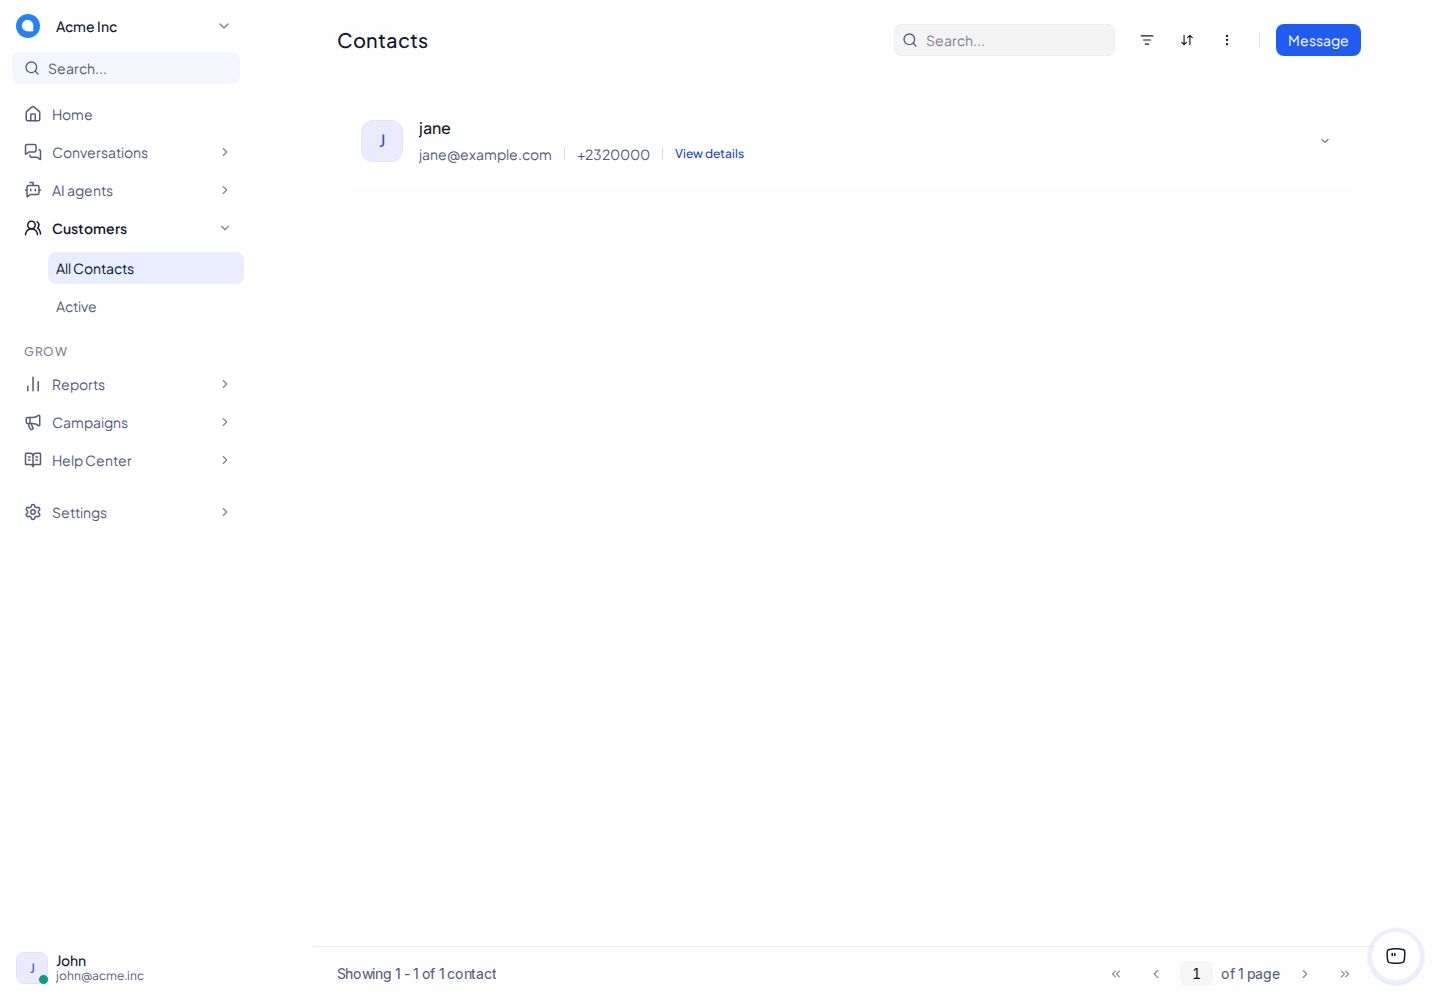 Acme Inc
Search...
Home
Conversations
AI agents
Customers
All Contacts
Active
GROW
Reports
Campaigns
Help Center
Settings
J
John
john@acme.inc
Contacts
Search...
Message
J
jane
jane@example.com
+2320000
View details
Showing 1 - 1 of 1 contact
1
of 1 page